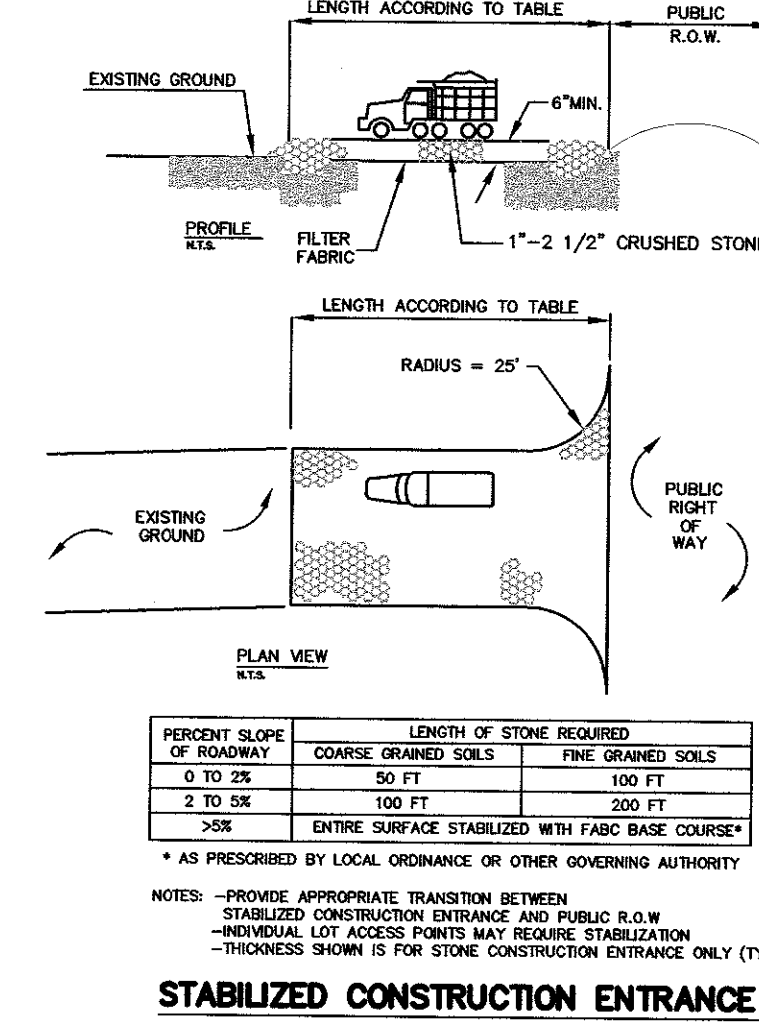 LENGTH ACCORDING TO TABLE
PUBLIC
R.O.W.
EXISTING GROUND
6"MIN.
PROFILE
N.T.S.
FILTER
FABRIC
1"-2 1/2" CRUSHED STONE
LENGTH ACCORDING TO TABLE
RADIUS = 25'
EXISTING
GROUND
PUBLIC
RIGHT
OF
WAY
PLAN VIEW
N.T.S.
PERCENT SLOPE
OF ROADWAY
LENGTH OF STONE REQUIRED
COARSE GRAINED SOILS
FINE GRAINED SOILS
0 TO 2%
50 FT
100 FT
2 TO 5%
100 FT
200 FT
>5%
ENTIRE SURFACE STABILIZED WITH FABC BASE COURSE*
* AS PRESCRIBED BY LOCAL ORDINANCE OR OTHER GOVERNING AUTHORITY
NOTES: -PROVIDE APPROPRIATE TRANSITION BETWEEN
STABILIZED CONSTRUCTION ENTRANCE AND PUBLIC R.O.W
-INDIVIDUAL LOT ACCESS POINTS MAY REQUIRE STABILIZATION
-THICKNESS SHOWN IS FOR STONE CONSTRUCTION ENTRANCE ONLY (TY
STABILIZED CONSTRUCTION ENTRANCE